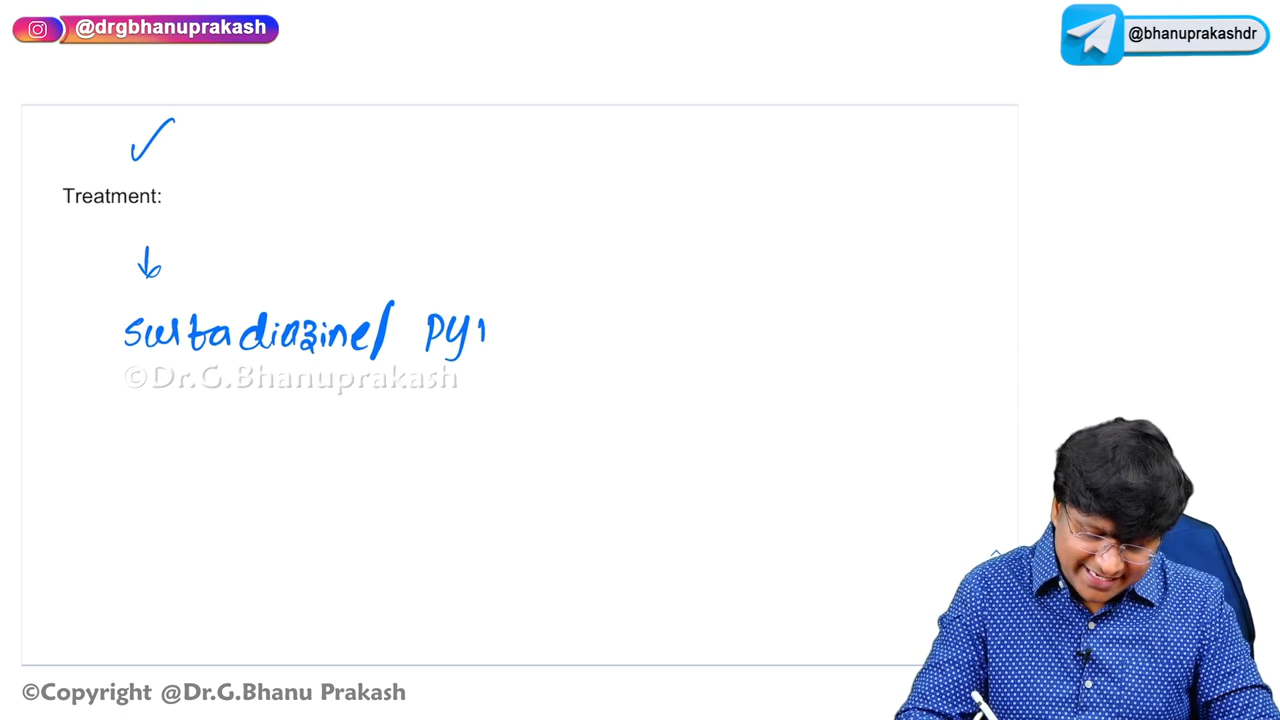 @drgbhanuprakash
@bhanuprakashdr
Treatment:
sulfadiazine/ PY
©Dr.G.Bhanuprakash
©Copyright @Dr.G.Bhanu Prakash